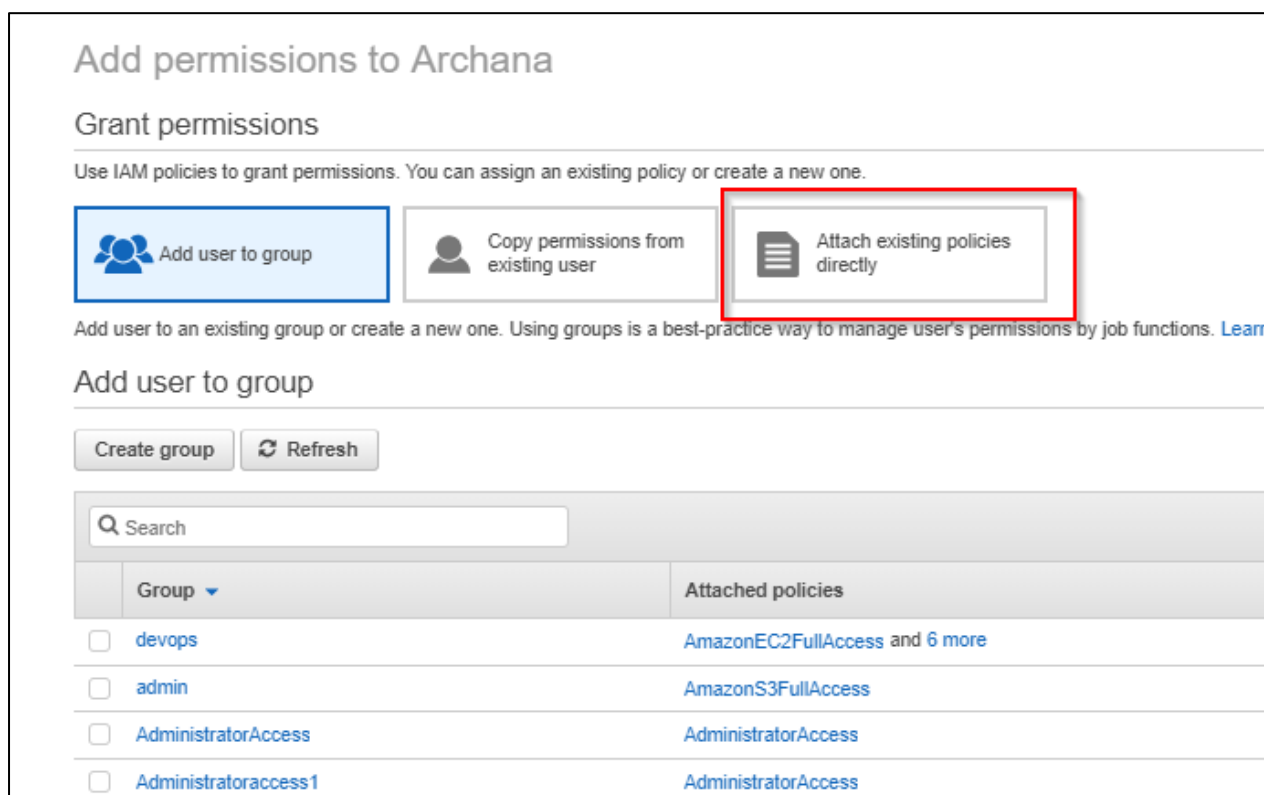 Add permissions to Archana
Grant permissions
Use IAM policies to grant permissions. You can assign an existing policy or create a new one.
Add user to group
Copy permissions from
existing user
Attach existing policies
directly
Add user to an existing group or create a new one. Using groups is a best-practice way to manage user's permissions by job functions. Learn
Add user to group
Create group
Refresh
Search
Group
Attached policies
devops
AmazonEC2FullAccess and 6 more
admin
AmazonS3FullAccess
AdministratorAccess
AdministratorAccess
Administratoraccess1
AdministratorAccess